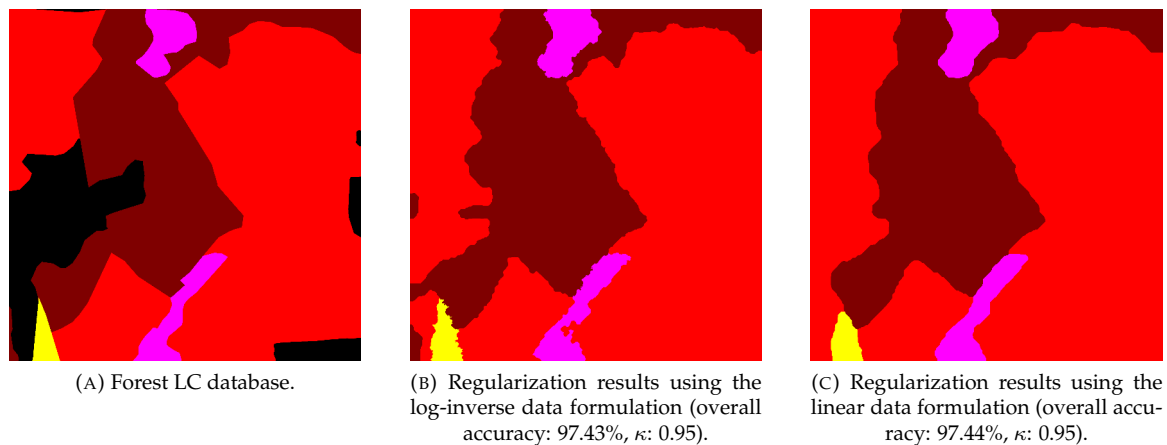 (A) Forest LC database.
(B) Regularization results using the
log-inverse data formulation (overall
accuracy: 97.43%, κ: 0.95).
(C) Regularization results using the
linear data formulation (overall accu-
racy: 97.44%, κ: 0.95).